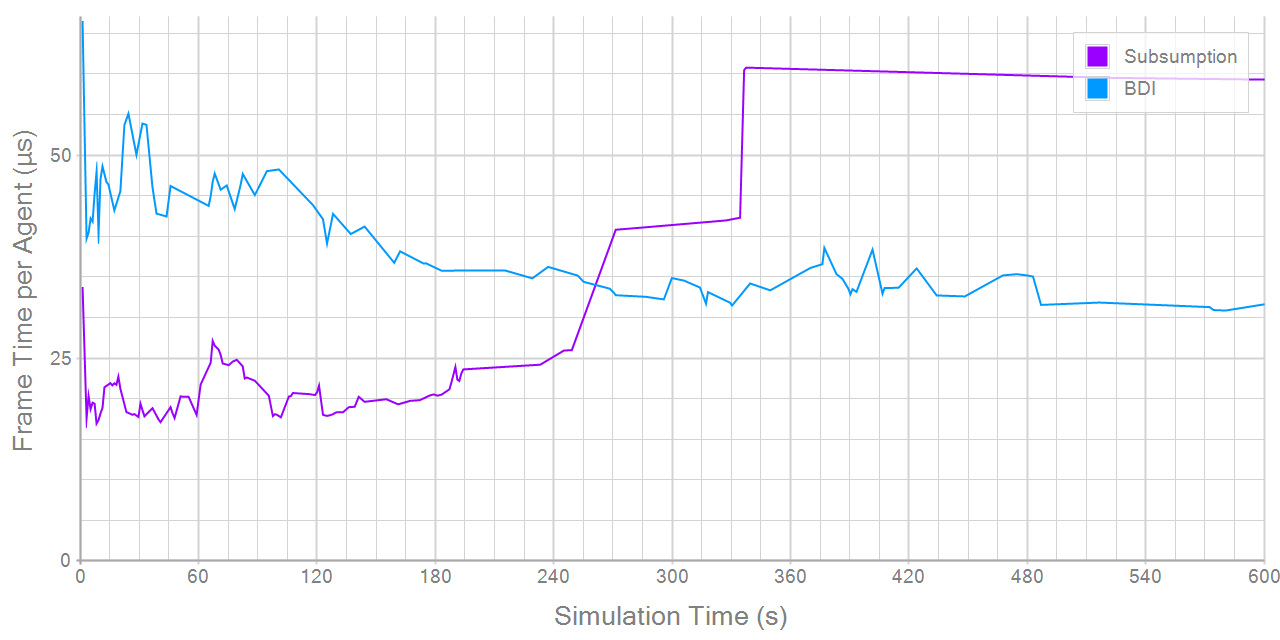 Subsumption
BDI
Frame Time per Agent (µs)
50
25
0
0 60 120 180 240 300 360 420 480 540 600
Simulation Time (s)